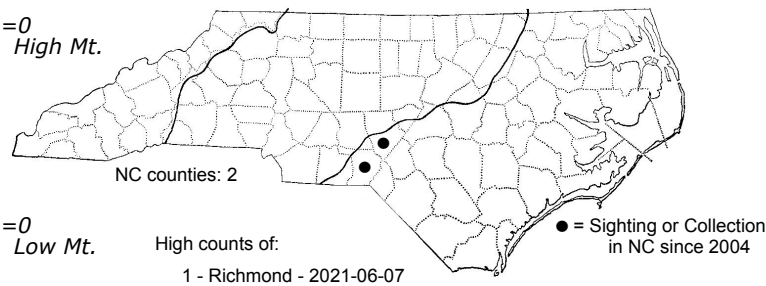 =0
High Mt.
NC counties: 2
=0
Low Mt.
High counts of:
1 - Richmond - 2021-06-07
● = Sighting or Collection
in NC since 2004